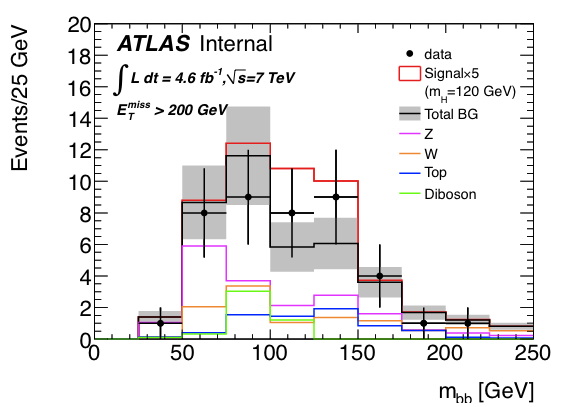 ATLAS Internal
∫ L dt = 4.6 fb⁻¹,√s=7 TeV
E_T^miss > 200 GeV
data
Signal×5
(m_H=120 GeV)
Total BG
Z
W
Top
Diboson
Events/25 GeV
20
18
16
14
12
10
8
6
4
2
0
0 50 100 150 200 250
m_bb [GeV]